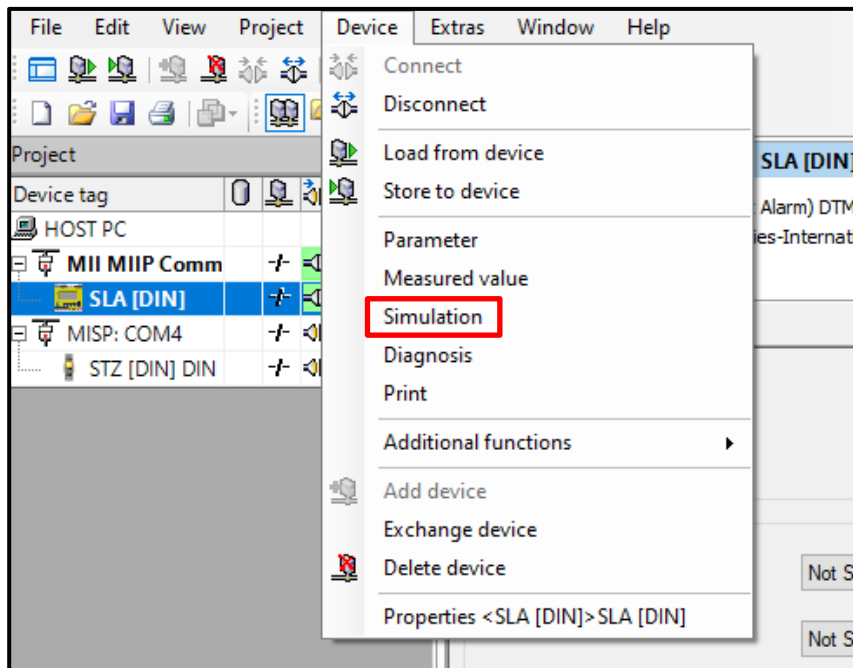 File Edit View Project Device Extras Window Help
Connect
Disconnect
Load from device
Store to device
Parameter
Measured value
Simulation
Diagnosis
Print
Additional functions
Add device
Exchange device
Delete device
Properties <SLA [DIN]>SLA [DIN]
Project
Device tag
HOST PC
MII MIIP Comm
SLA [DIN]
MISP: COM4
STZ [DIN] DIN
SLA [DIN]
Alarm) DTM
ies-Internat
Not S
Not S